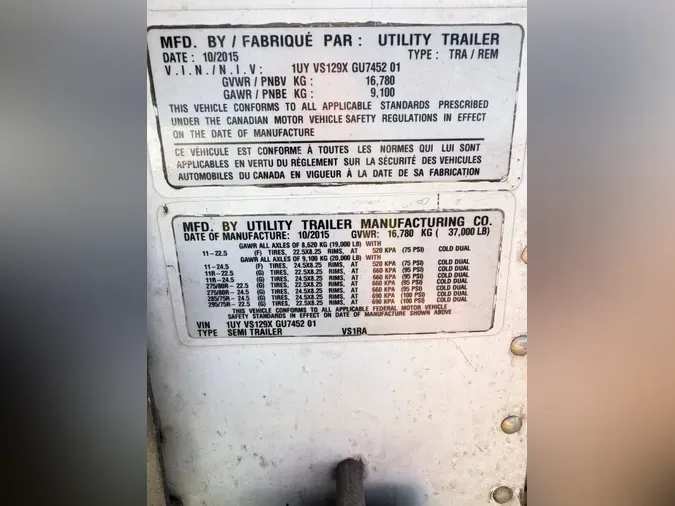 MFD. BY / FABRIQUÉ PAR : UTILITY TRAILER
DATE : 10/2015 TYPE : TRA / REM
V.I.N./N.I.V: 1UY VS129X GU7452 01
GVWR / PNBV KG : 16,780
GAWR / PNBE KG : 9,100
THIS VEHICLE CONFORMS TO ALL APPLICABLE STANDARDS PRESCRIBED
UNDER THE CANADIAN MOTOR VEHICLE SAFETY REGULATIONS IN EFFECT
ON THE DATE OF MANUFACTURE
CE VÉHICULE EST CONFORME À TOUTES LES NORMES QUI LUI SONT
APPLICABLES EN VERTU DU RÉGLEMENT SUR LA SÉCURITÉ DES VEHICULES
AUTOMOBILES DU CANADA EN VIGUEUR À LA DATE DE SA FABRICATION
MFD. BY UTILITY TRAILER MANUFACTURING CO.
DATE OF MANUFACTURE: 10/2015 GVWR: 16,780 KG ( 37,000 LB)
GAWR ALL AXLES OF 8,620 KG (19,000 LB) WITH
11-22.5 (F) TIRES, 22.5X8.25 RIMS, AT 520 KPA (75 PSI) COLD DUAL
GAWR ALL AXLES OF 9,100 KG (20,000 LB) WITH
11-24.5 (F) TIRES, 24.5X8.25 RIMS, AT 520 KPA (75 PSI) COLD DUAL
11R-22.5 (G) TIRES, 22.5X8.25 RIMS, AT 660 KPA (95 PSI) COLD DUAL
11R-24.5 (G) TIRES, 24.5X8.25 RIMS, AT 660 KPA (95 PSI) COLD DUAL
275/80R-22.5 (G) TIRES, 22.5X8.25 RIMS, AT 660 KPA (95 PSI) COLD DUAL
275/80R-24.5 (G) TIRES, 24.5X8.25 RIMS, AT 660 KPA (95 PSI) COLD DUAL
285/75R-24.5 (G) TIRES, 24.5X8.25 RIMS, AT 690 KPA (100 PSI) COLD DUAL
295/75R-22.5 (G) TIRES, 22.5X8.25 RIMS, AT 690 KPA (100 PSI) COLD DUAL
THIS VEHICLE CONFORMS TO ALL APPLICABLE FEDERAL MOTOR VEHICLE
SAFETY STANDARDS IN EFFECT ON DATE OF MANUFACTURE SHOWN ABOVE
VIN 1UY VS129X GU7452 01
TYPE SEMI TRAILER VS1RA